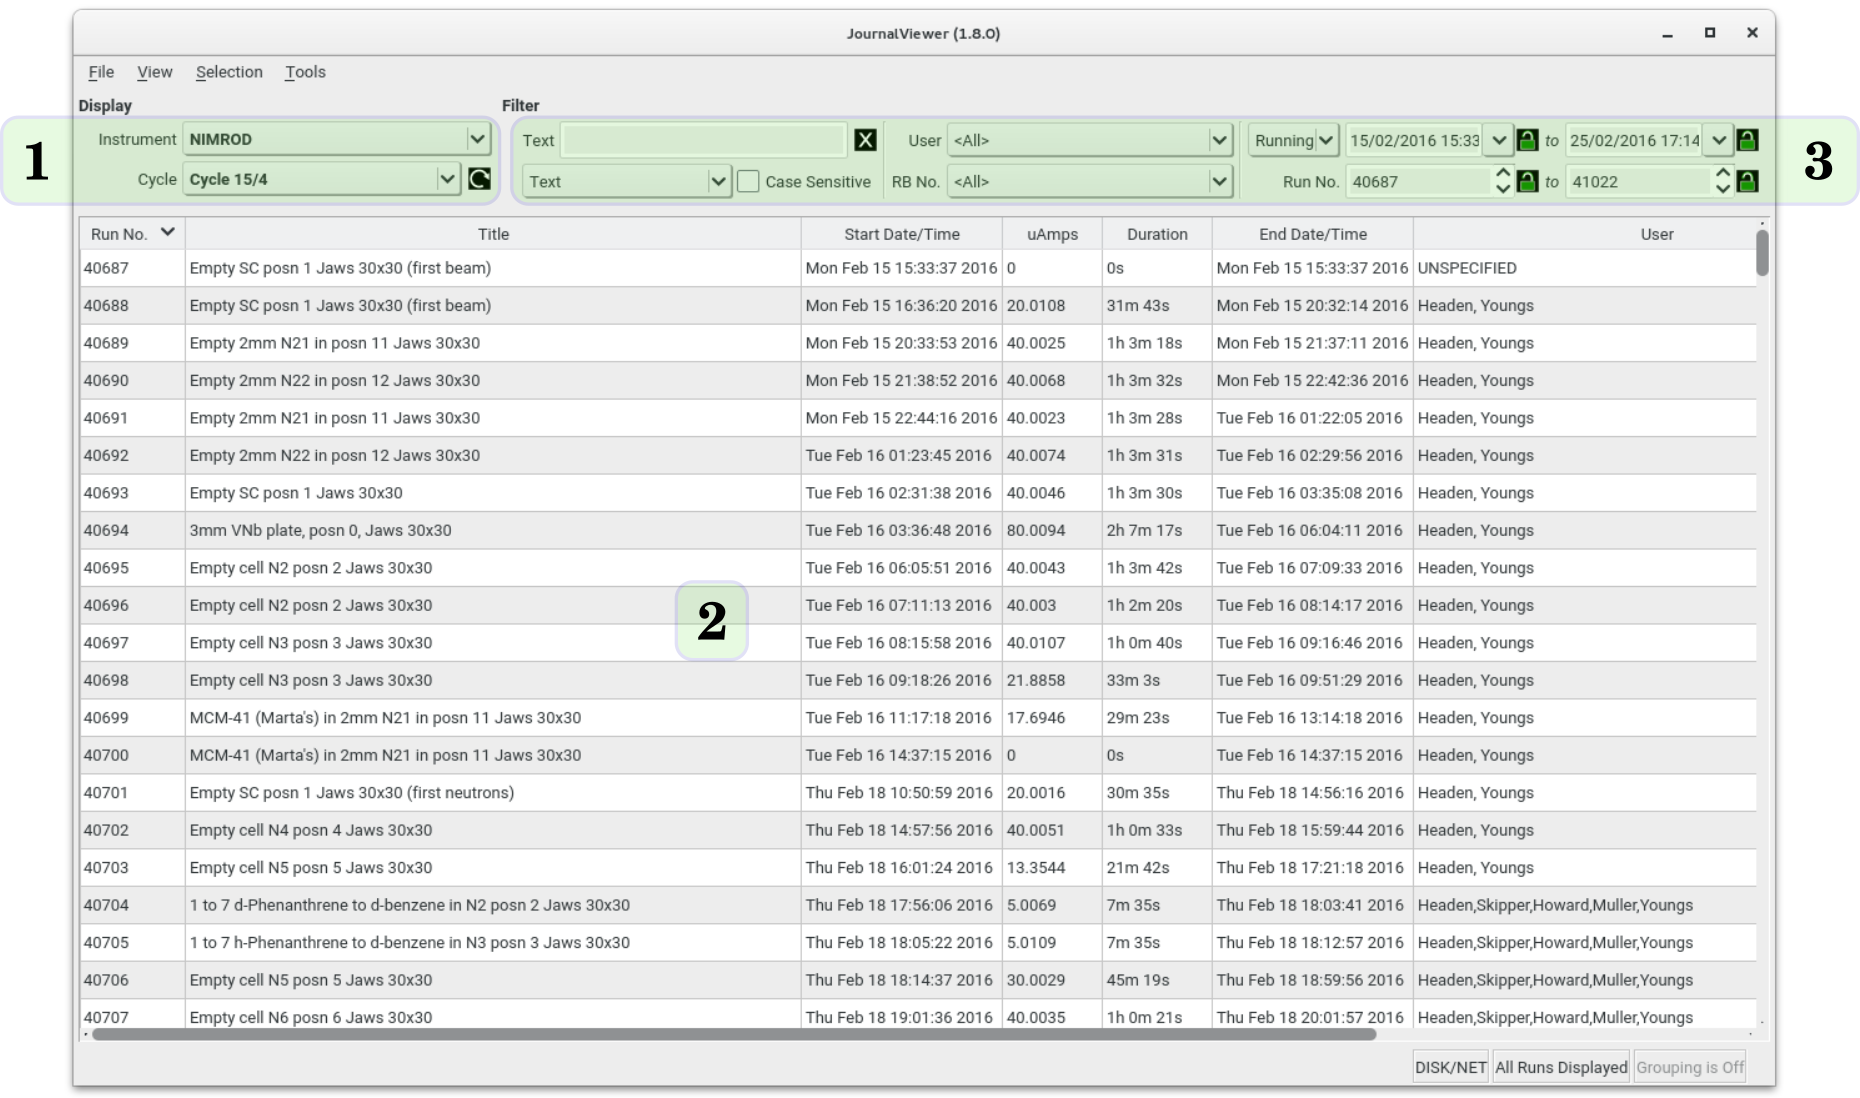 JournalViewer (1.8.0)
File View Selection Tools
Display Filter
1 Instrument NIMROD Text X User <All> Running 15/02/2016 15:33 to 25/02/2016 17:14 3
Cycle Cycle 15/4 Text Case Sensitive RB No. <All> Run No. 40687 to 41022
Run No. Title Start Date/Time uAmps Duration End Date/Time User
40687 Empty SC posn 1 Jaws 30x30 (first beam) Mon Feb 15 15:33:37 2016 0 0s Mon Feb 15 15:33:37 2016 UNSPECIFIED
40688 Empty SC posn 1 Jaws 30x30 (first beam) Mon Feb 15 16:36:20 2016 20.0108 31m 43s Mon Feb 15 20:32:14 2016 Headen, Youngs
40689 Empty 2mm N21 in posn 11 Jaws 30x30 Mon Feb 15 20:33:53 2016 40.0025 1h 3m 18s Mon Feb 15 21:37:11 2016 Headen, Youngs
40690 Empty 2mm N22 in posn 12 Jaws 30x30 Mon Feb 15 21:38:52 2016 40.0068 1h 3m 32s Mon Feb 15 22:42:36 2016 Headen, Youngs
40691 Empty 2mm N21 in posn 11 Jaws 30x30 Mon Feb 15 22:44:16 2016 40.0023 1h 3m 28s Tue Feb 16 01:22:05 2016 Headen, Youngs
40692 Empty 2mm N22 in posn 12 Jaws 30x30 Tue Feb 16 01:23:45 2016 40.0074 1h 3m 31s Tue Feb 16 02:29:56 2016 Headen, Youngs
40693 Empty SC posn 1 Jaws 30x30 Tue Feb 16 02:31:38 2016 40.0046 1h 3m 30s Tue Feb 16 03:35:08 2016 Headen, Youngs
40694 3mm VNb plate, posn 0, Jaws 30x30 Tue Feb 16 03:36:48 2016 80.0094 2h 7m 17s Tue Feb 16 06:04:11 2016 Headen, Youngs
40695 Empty cell N2 posn 2 Jaws 30x30 Tue Feb 16 06:05:51 2016 40.0043 1h 3m 42s Tue Feb 16 07:09:33 2016 Headen, Youngs
40696 Empty cell N2 posn 2 Jaws 30x30 2 Tue Feb 16 07:11:13 2016 40.003 1h 2m 20s Tue Feb 16 08:14:17 2016 Headen, Youngs
40697 Empty cell N3 posn 3 Jaws 30x30 Tue Feb 16 08:15:58 2016 40.0107 1h 0m 40s Tue Feb 16 09:16:46 2016 Headen, Youngs
40698 Empty cell N3 posn 3 Jaws 30x30 Tue Feb 16 09:18:26 2016 21.8858 33m 3s Tue Feb 16 09:51:29 2016 Headen, Youngs
40699 MCM-41 (Marta's) in 2mm N21 in posn 11 Jaws 30x30 Tue Feb 16 11:17:18 2016 17.6946 29m 23s Tue Feb 16 13:14:18 2016 Headen, Youngs
40700 MCM-41 (Marta's) in 2mm N21 in posn 11 Jaws 30x30 Tue Feb 16 14:37:15 2016 0 0s Tue Feb 16 14:37:15 2016 Headen, Youngs
40701 Empty SC posn 1 Jaws 30x30 (first neutrons) Thu Feb 18 10:50:59 2016 20.0016 30m 35s Thu Feb 18 14:56:16 2016 Headen, Youngs
40702 Empty cell N4 posn 4 Jaws 30x30 Thu Feb 18 14:57:56 2016 40.0051 1h 0m 33s Thu Feb 18 15:59:44 2016 Headen, Youngs
40703 Empty cell N5 posn 5 Jaws 30x30 Thu Feb 18 16:01:24 2016 13.3544 21m 42s Thu Feb 18 17:21:18 2016 Headen, Youngs
40704 1 to 7 d-Phenanthrene to d-benzene in N2 posn 2 Jaws 30x30 Thu Feb 18 17:56:06 2016 5.0069 7m 35s Thu Feb 18 18:03:41 2016 Headen,Skipper,Howard,Muller,Youngs
40705 1 to 7 h-Phenanthrene to d-benzene in N3 posn 3 Jaws 30x30 Thu Feb 18 18:05:22 2016 5.0109 7m 35s Thu Feb 18 18:12:57 2016 Headen,Skipper,Howard,Muller,Youngs
40706 Empty cell N5 posn 5 Jaws 30x30 Thu Feb 18 18:14:37 2016 30.0029 45m 19s Thu Feb 18 18:59:56 2016 Headen,Skipper,Howard,Muller,Youngs
40707 Empty cell N6 posn 6 Jaws 30x30 Thu Feb 18 19:01:36 2016 40.0035 1h 0m 21s Thu Feb 18 20:01:57 2016 Headen,Skipper,Howard,Muller,Youngs
DISK/NET All Runs Displayed Grouping is Off